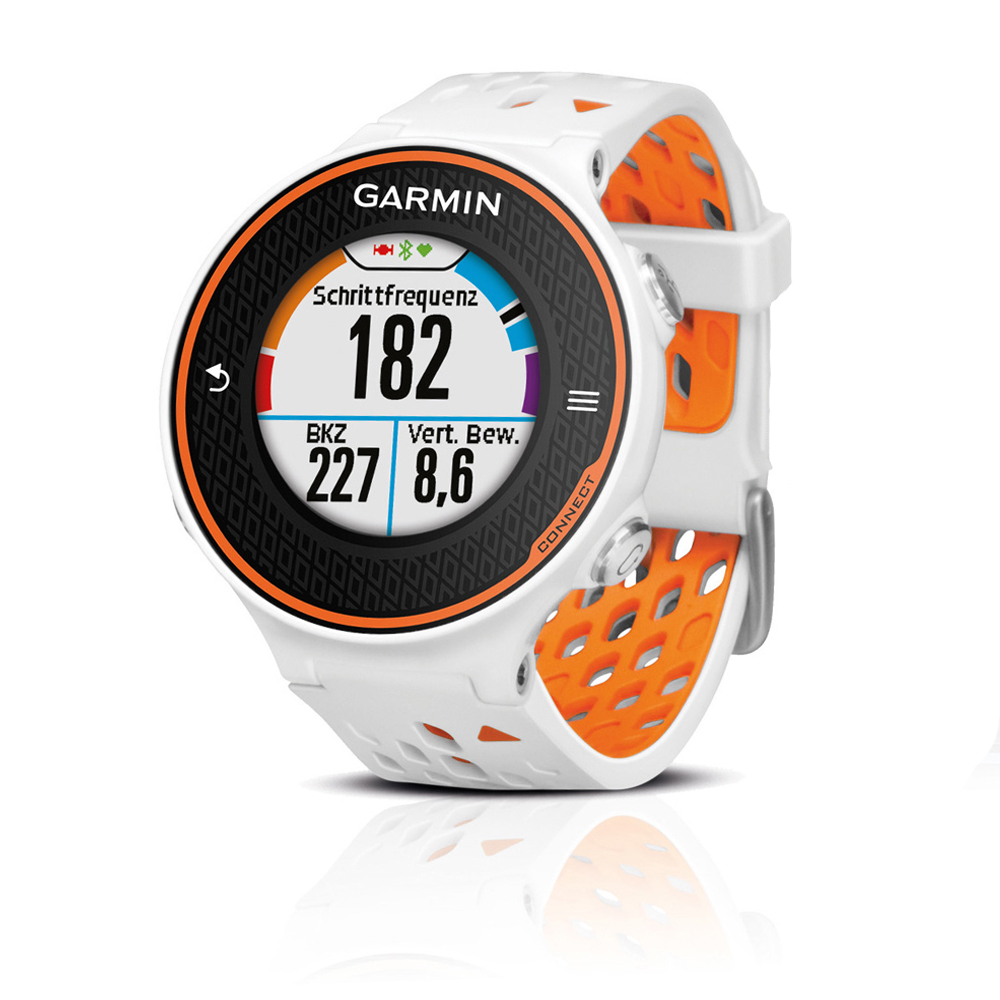 GARMIN
Schrittfrequenz
182
BKZ
Vert. Bew.
227
8,6
CONNECT